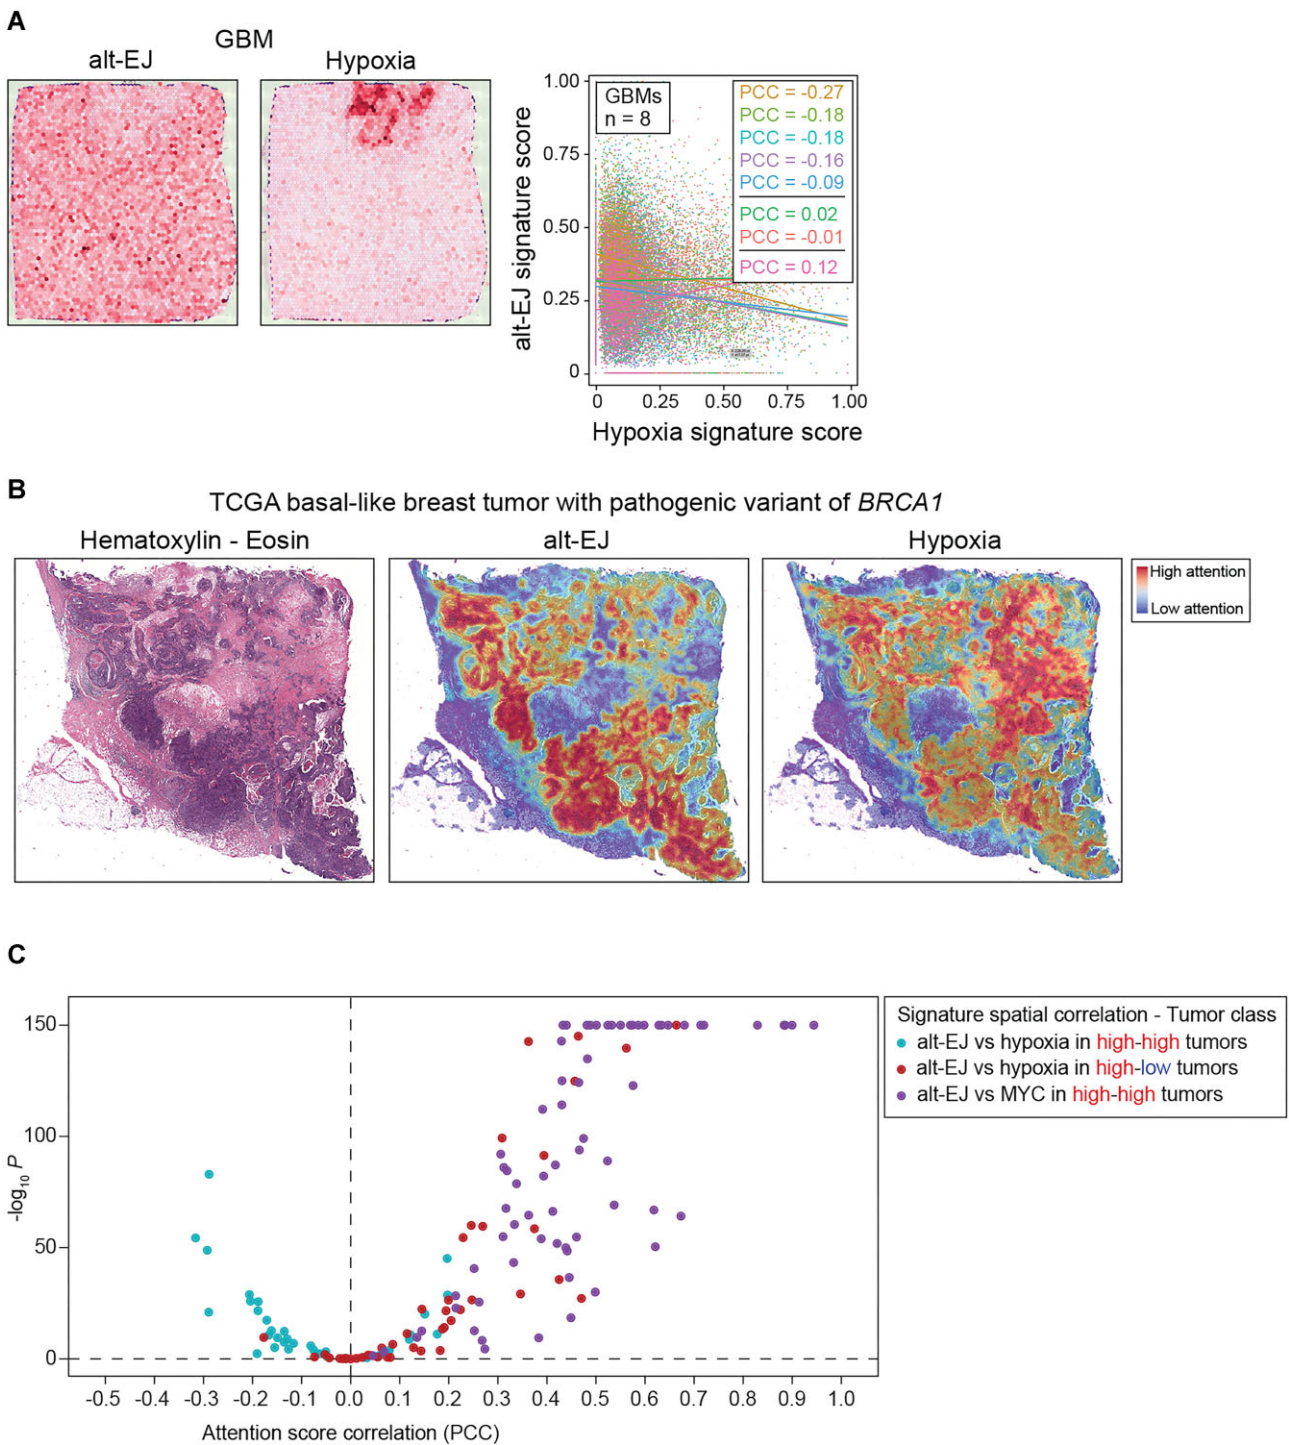 A
GBM
alt-EJ
Hypoxia
1.00
0.75
0.50
0.25
0
alt-EJ signature score
GBMs
n = 8
PCC = -0.27
PCC = -0.18
PCC = -0.18
PCC = -0.16
PCC = -0.09
PCC = 0.02
PCC = -0.01
PCC = 0.12
0 0.25 0.50 0.75 1.00
Hypoxia signature score
B
TCGA basal-like breast tumor with pathogenic variant of BRCA1
Hematoxylin - Eosin
alt-EJ
Hypoxia
High attention
Low attention
C
150
100
50
0
-log10 P
-0.5 -0.4 -0.3 -0.2 -0.1 0.0 0.1 0.2 0.3 0.4 0.5 0.6 0.7 0.8 0.9 1.0
Attention score correlation (PCC)
Signature spatial correlation - Tumor class
alt-EJ vs hypoxia in high-high tumors
alt-EJ vs hypoxia in high-low tumors
alt-EJ vs MYC in high-high tumors